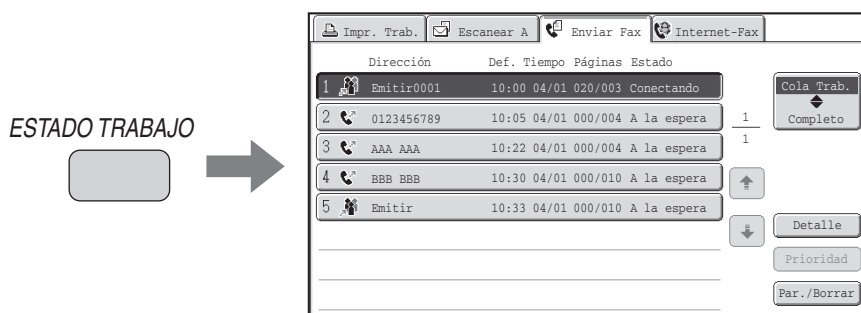 Impr. Trab. Escanear A Enviar Fax Internet-Fax
Dirección Def. Tiempo Páginas Estado
1 Emitir0001 10:00 04/01 020/003 Conectando
2 0123456789 10:05 04/01 000/004 A la espera
3 AAA AAA 10:22 04/01 000/004 A la espera
4 BBB BBB 10:30 04/01 000/010 A la espera
5 Emitir 10:33 04/01 000/010 A la espera
1
1
Cola Trab.
Completo
Detalle
Prioridad
Par./Borrar
ESTADO TRABAJO